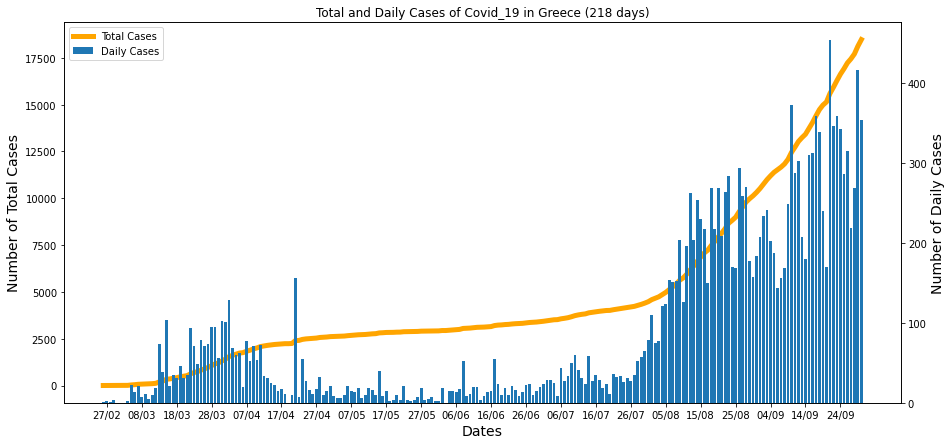 Total and Daily Cases of Covid_19 in Greece (218 days)
Total Cases
Daily Cases
Number of Total Cases
17500
15000
12500
10000
7500
5000
2500
0
Number of Daily Cases
400
300
200
100
0
27/02 08/03 18/03 28/03 07/04 17/04 27/04 07/05 17/05 27/05 06/06 16/06 26/06 06/07 16/07 26/07 05/08 15/08 25/08 04/09 14/09 24/09
Dates